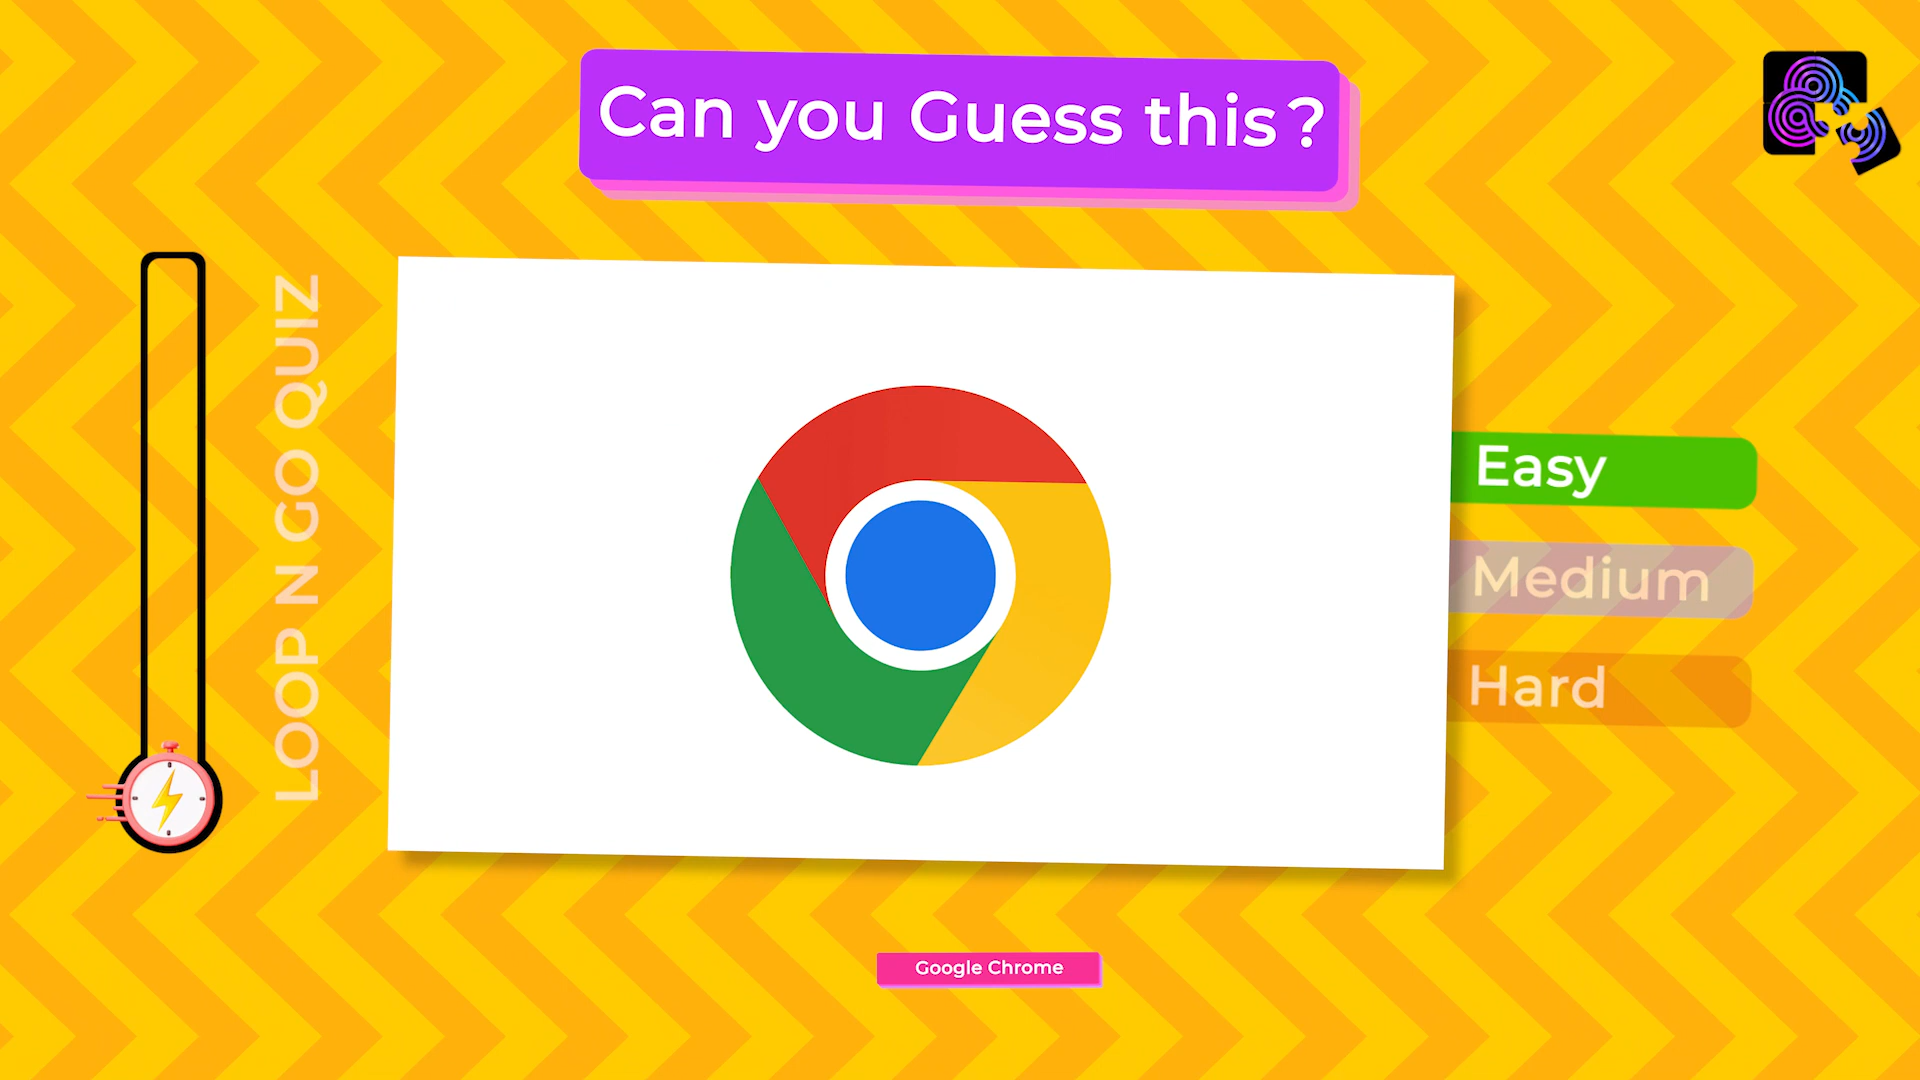 Can you Guess this?
LOOP N GO QUIZ
Easy
Medium
Hard
Google Chrome